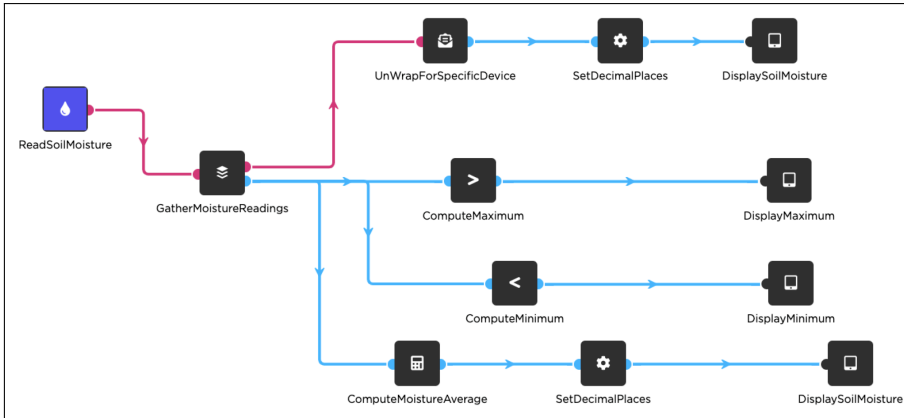 UnWrapForSpecificDevice
SetDecimalPlaces
DisplaySoilMoisture
ReadSoilMoisture
GatherMoistureReadings
>
ComputeMaximum
DisplayMaximum
<
ComputeMinimum
DisplayMinimum
ComputeMoistureAverage
SetDecimalPlaces
DisplaySoilMoisture